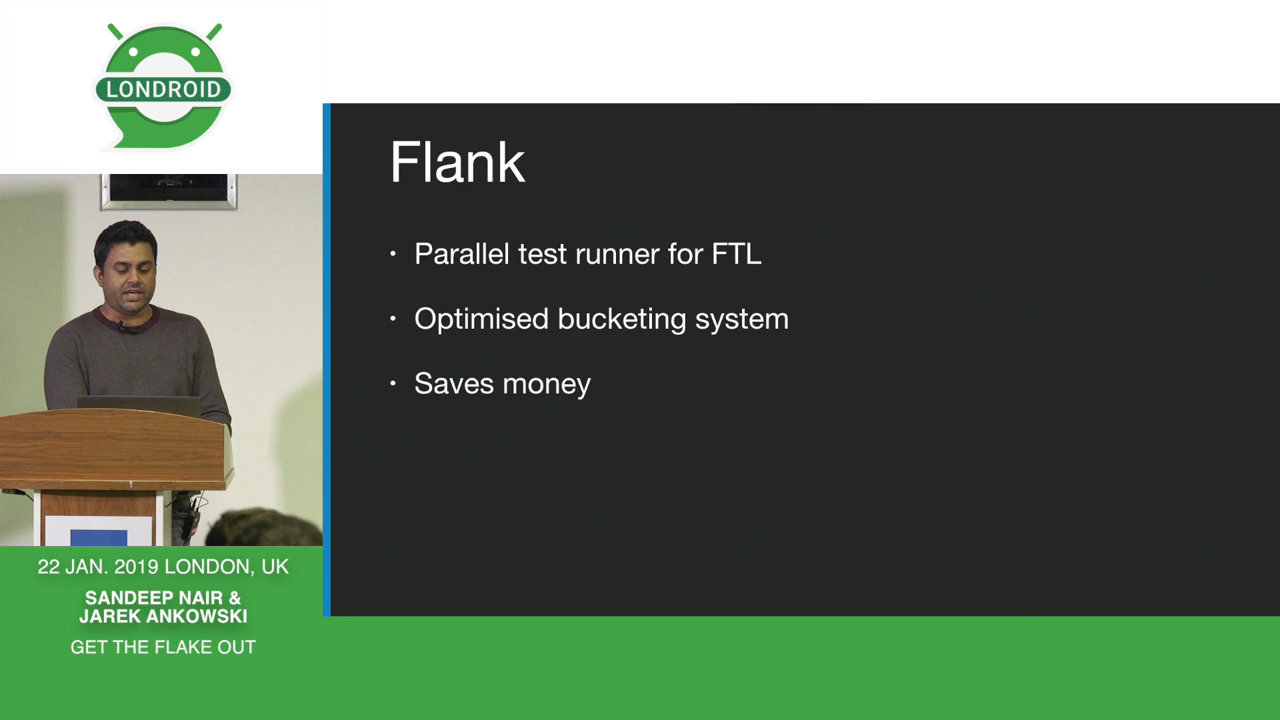 LONDROID
22 JAN. 2019 LONDON, UK
SANDEEP NAIR &
JAREK ANKOWSKI
GET THE FLAKE OUT
Flank
• Parallel test runner for FTL
• Optimised bucketing system
• Saves money